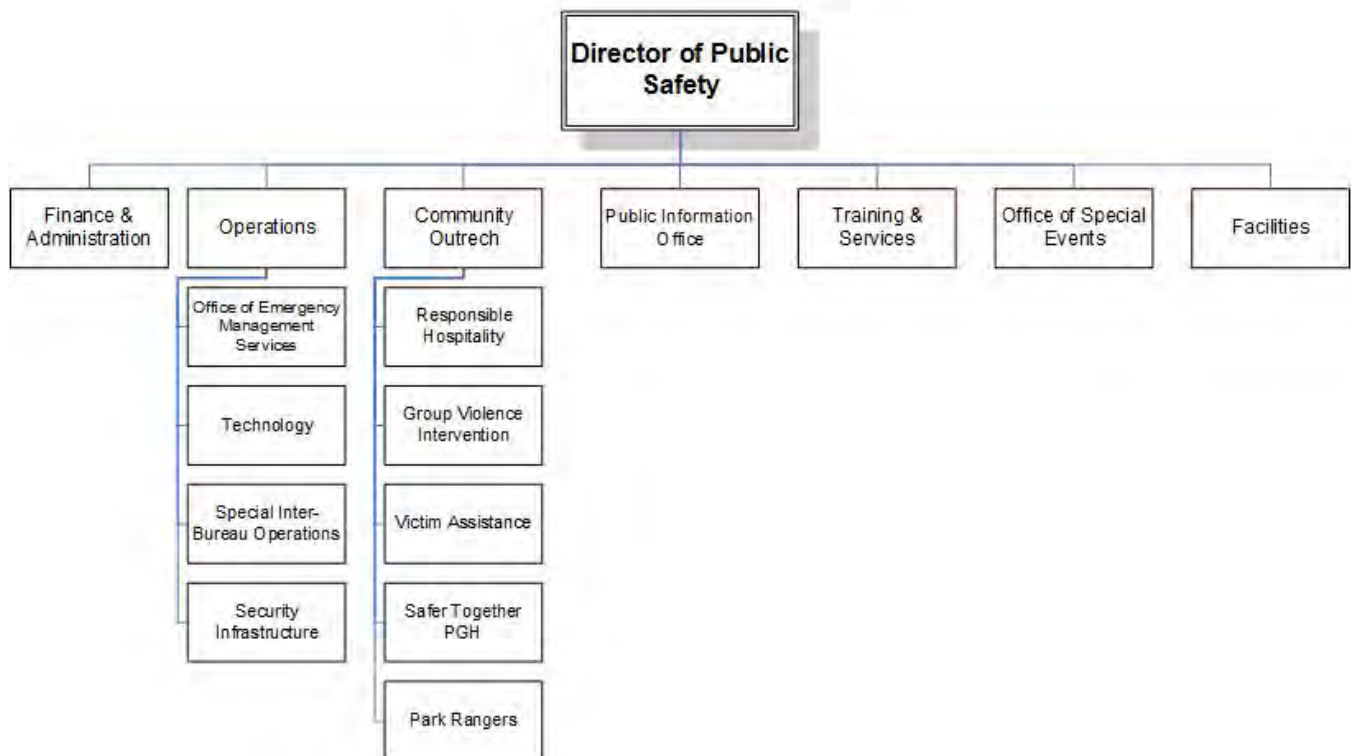 Director of Public
Safety
Finance &
Administration
Operations
Community
Outrech
Public Information
Office
Training &
Services
Office of Special
Events
Facilities
Office of Emergency
Management
Services
Technology
Special Inter-
Bureau Operations
Security
Infrastructure
Responsible
Hospitality
Group Violence
Intervention
Victim Assistance
Safer Together
PGH
Park Rangers